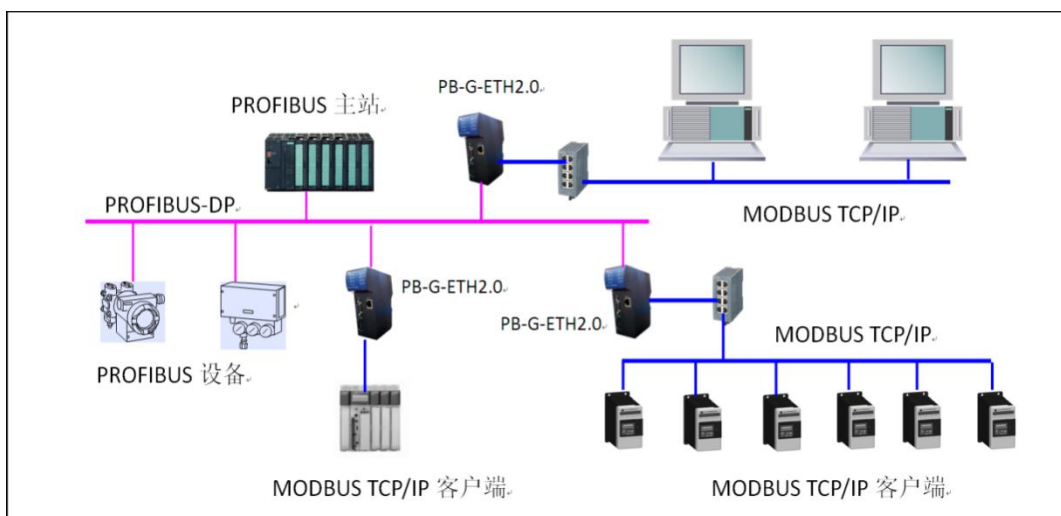 PB-G-ETH2.0
PROFIBUS 主站
PROFIBUS-DP
MODBUS TCP/IP
PB-G-ETH2.0
PB-G-ETH2.0
MODBUS TCP/IP
PROFIBUS 设备
MODBUS TCP/IP 客户端
MODBUS TCP/IP 客户端